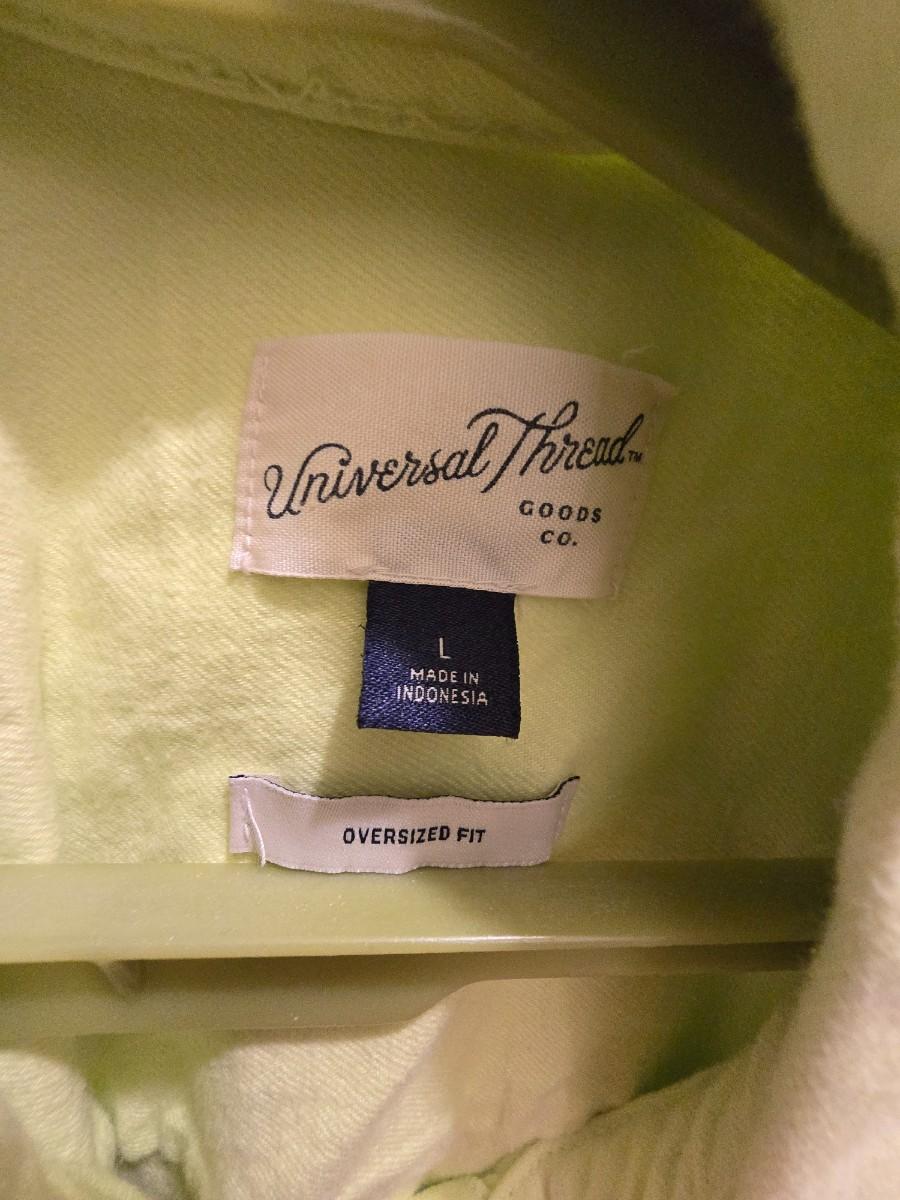 Universal Thread™
GOODS
CO.
L
MADE IN
INDONESIA
OVERSIZED FIT